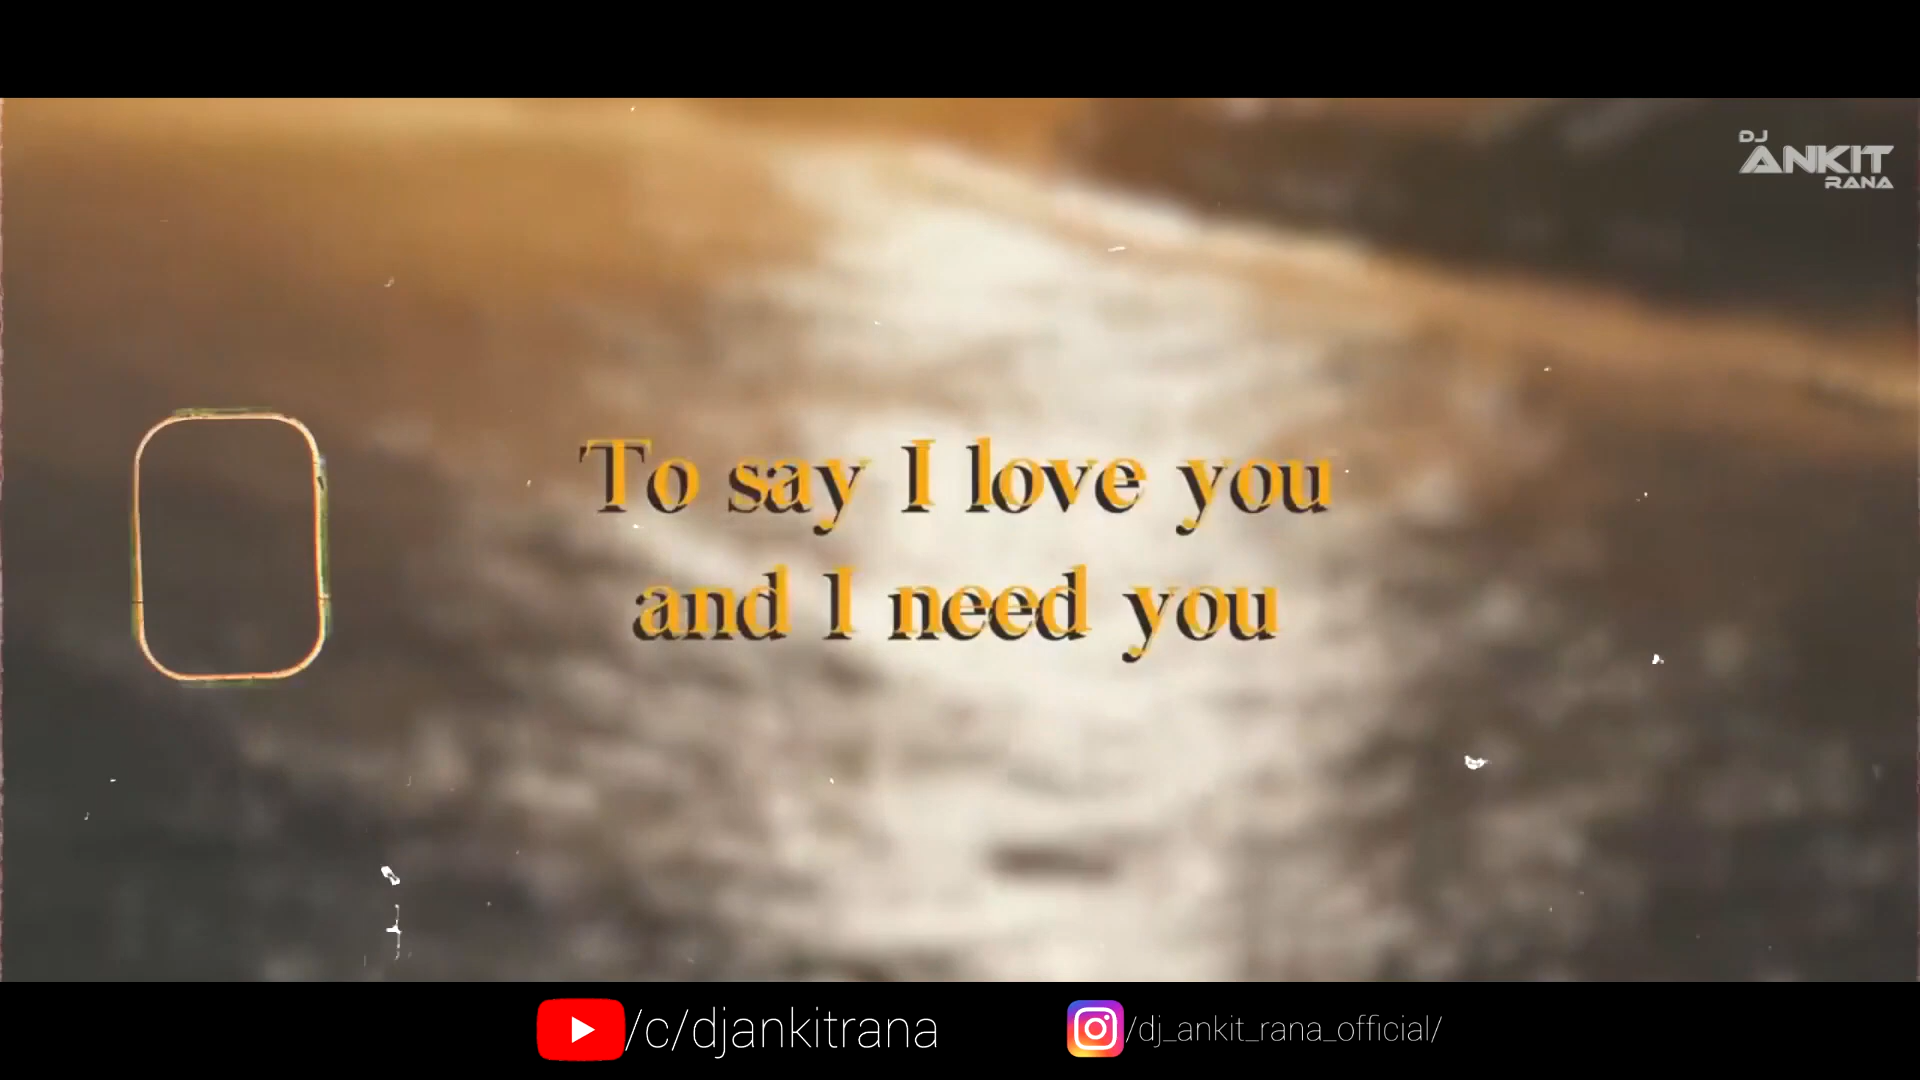 DJ
ANKIT
RANA
To say I love you
and I need you
/c/djankitrana
/dj_ankit_rana_official/